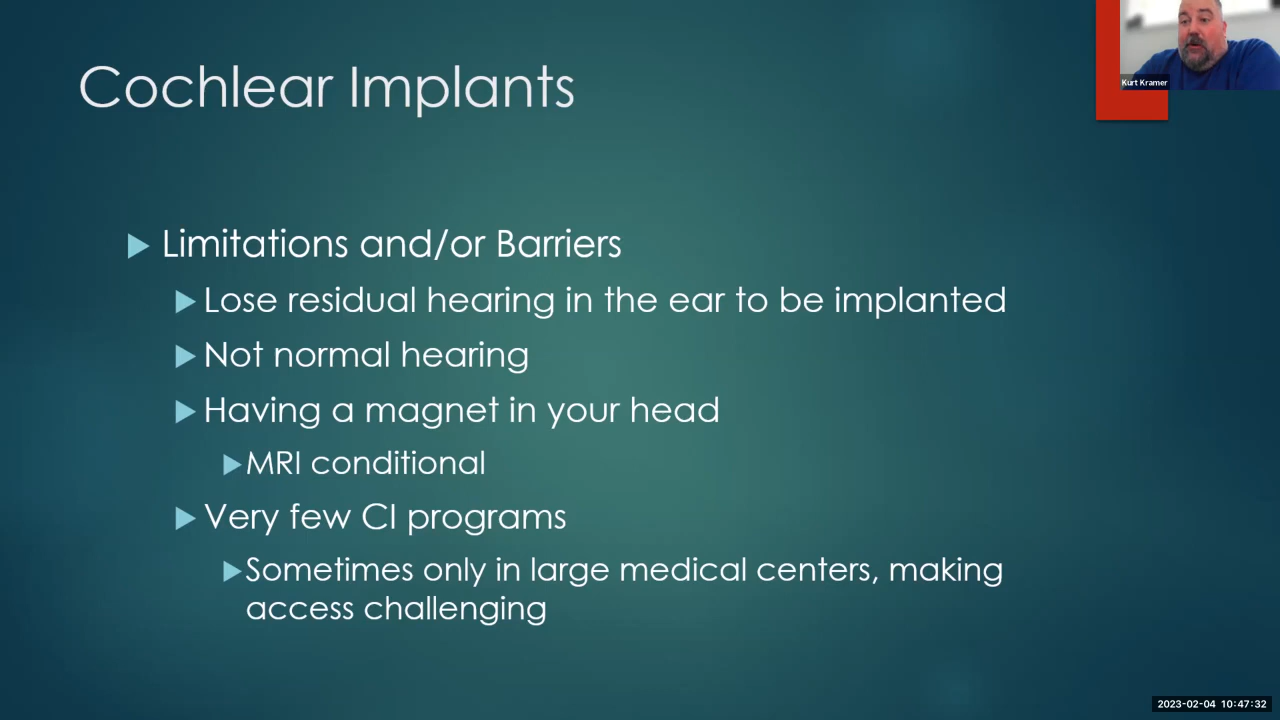 Cochlear Implants
Kurt Kramer
Limitations and/or Barriers
Lose residual hearing in the ear to be implanted
Not normal hearing
Having a magnet in your head
MRI conditional
Very few CI programs
Sometimes only in large medical centers, making
access challenging
2023-02-04 10:47:32